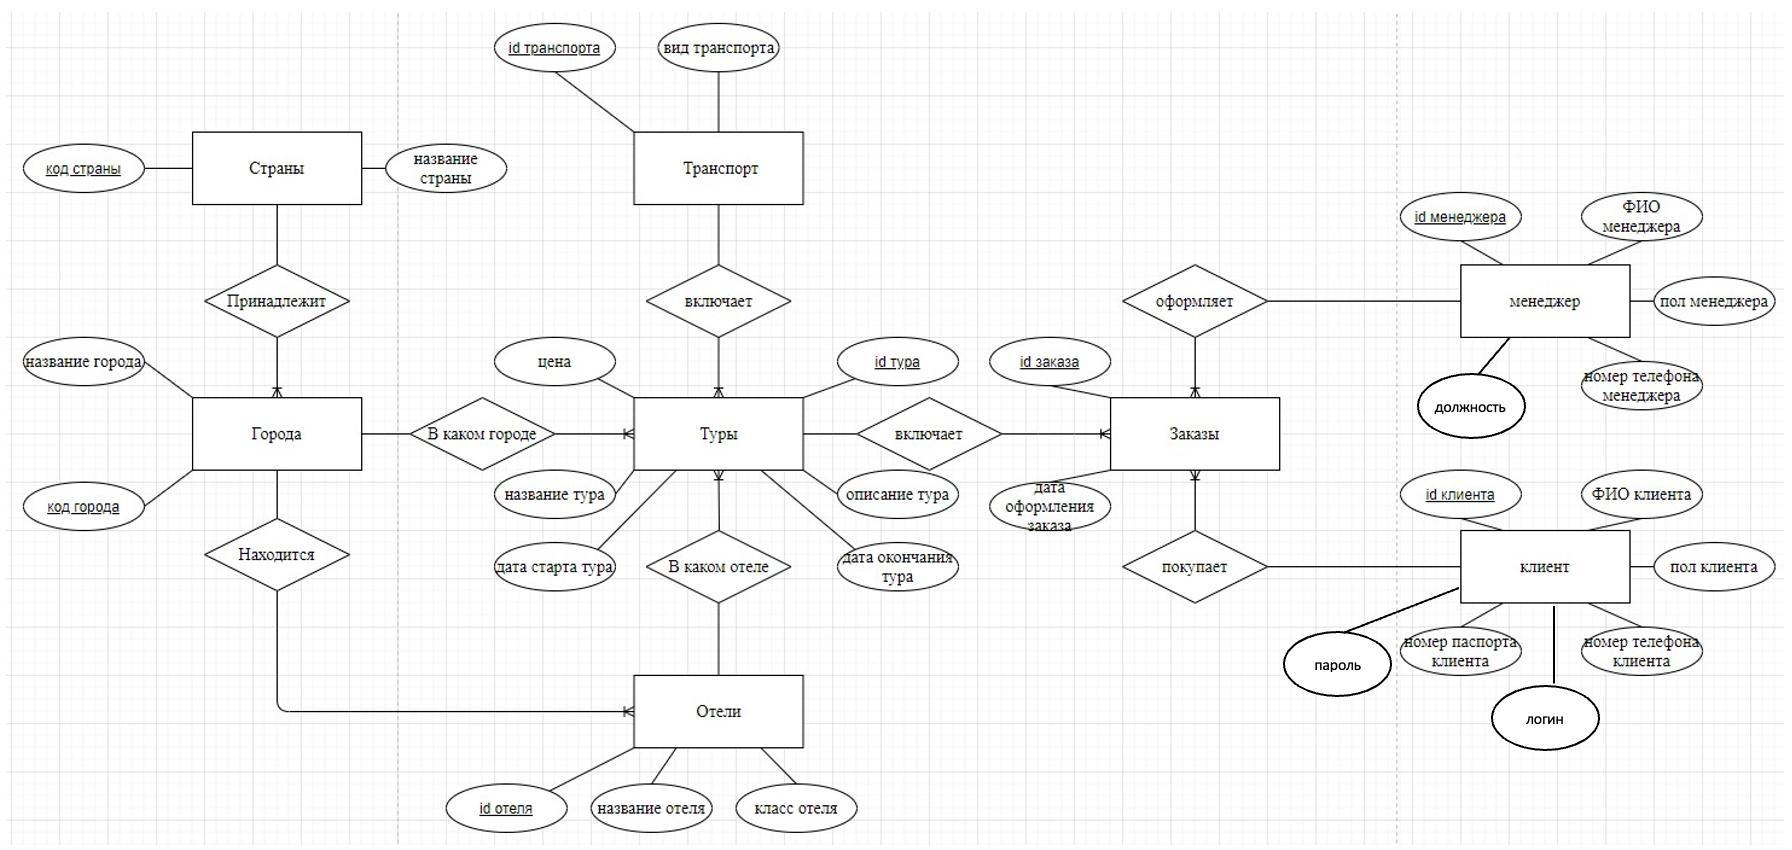 id транспорта
вид транспорта
код страны
Страны
название
страны
Транспорт
id менеджера
ФИО
менеджера
Принадлежит
включает
оформляет
менеджер
пол менеджера
название города
цена
id тура
id заказа
номер телефона
менеджера
должность
Города
В каком городе
Туры
включает
Заказы
код города
название тура
описание тура
дата
оформления
заказа
id клиента
ФИО клиента
Находится
дата старта тура
В каком отеле
дата окончания
тура
покупает
клиент
пол клиента
пароль
номер паспорта
клиента
номер телефона
клиента
Отели
логин
id отеля
название отеля
класс отеля